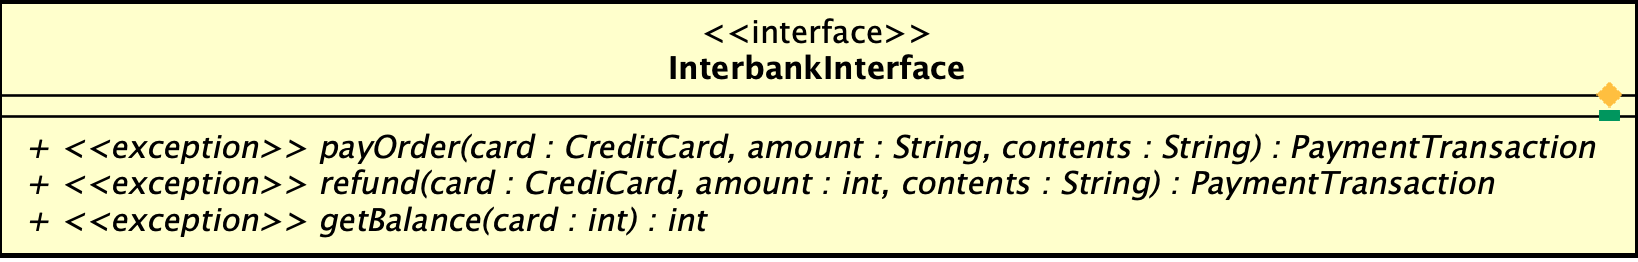 <<interface>>
InterbankInterface
+ <<exception>> payOrder(card : CreditCard, amount : String, contents : String) : PaymentTransaction
+ <<exception>> refund(card : CrediCard, amount : int, contents : String) : PaymentTransaction
+ <<exception>> getBalance(card : int) : int